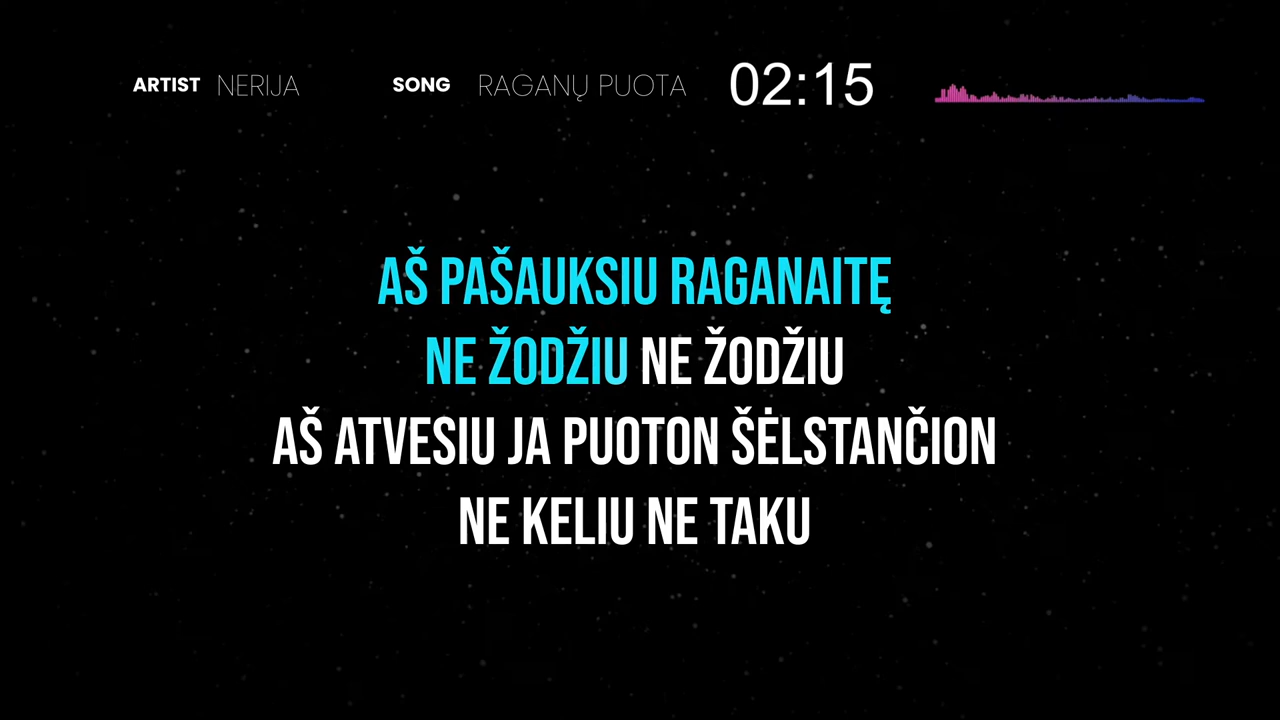 ARTIST NERIJA SONG RAGANŲ PUOTA 02:15
AŠ PAŠAUKSIU RAGANAITĘ
NE ŽODŽIU NE ŽODŽIU
AŠ ATVESIU JA PUOTON ŠĖLSTANČION
NE KELIU NE TAKU